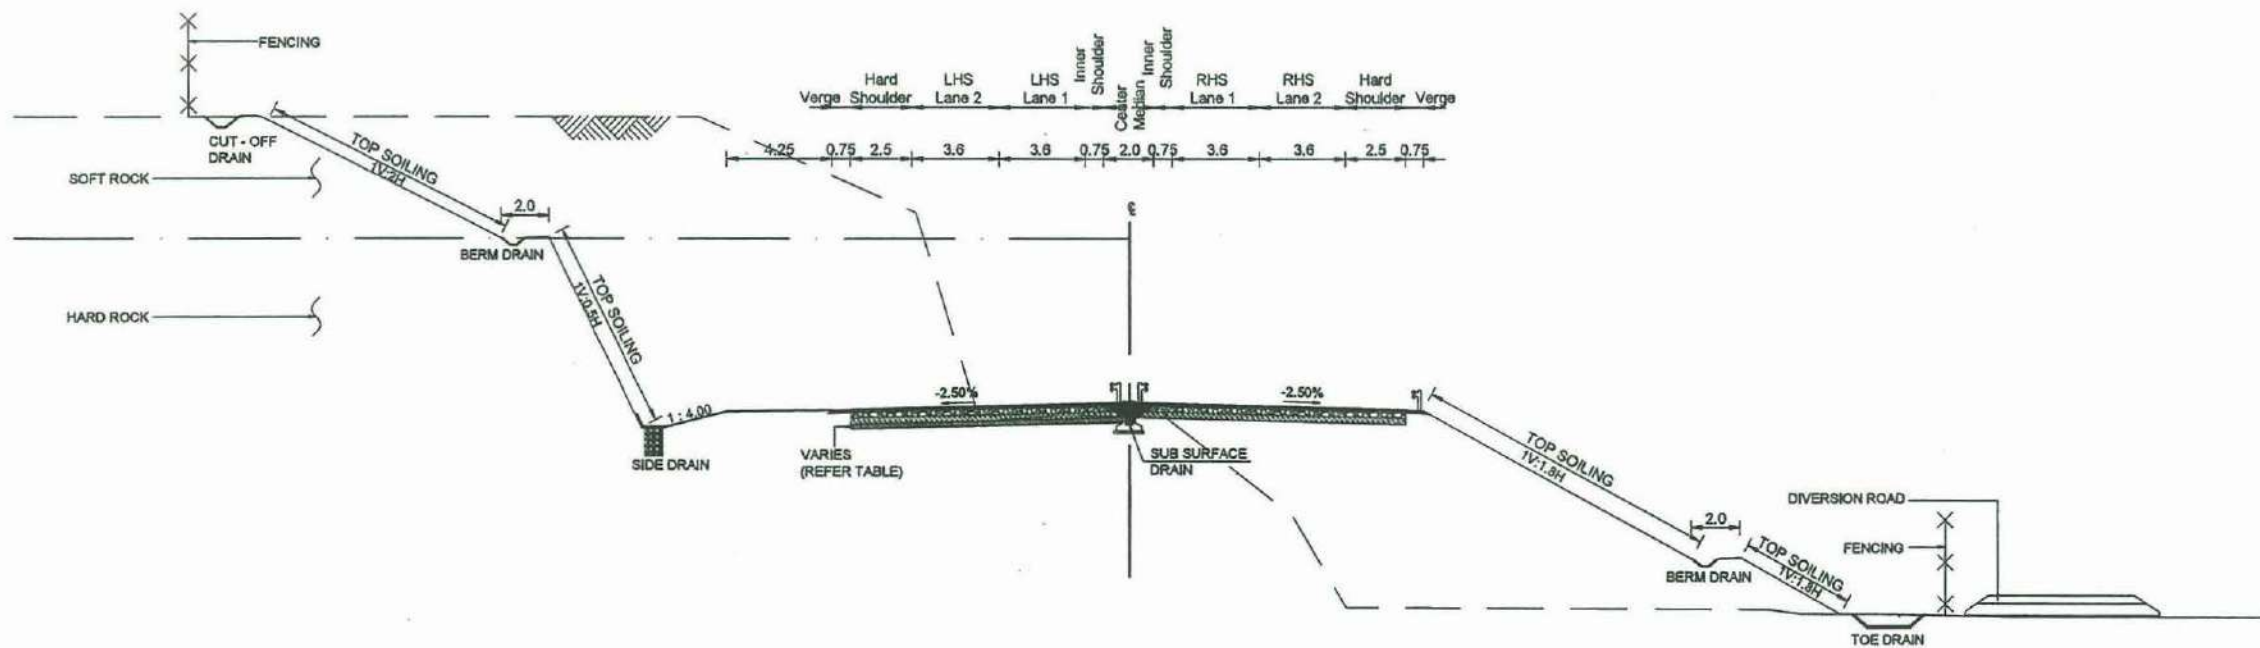 FENCING
CUT - OFF
DRAIN
SOFT ROCK
HARD ROCK
TOP SOILING
1V:2H
2.0
BERM DRAIN
TOP SOILING
1V:0.5H
1 : 4.00
SIDE DRAIN
Verge
Hard
Shoulder
LHS
Lane 2
LHS
Lane 1
Inner
Shoulder
Center
Median
Inner
Shoulder
RHS
Lane 1
RHS
Lane 2
Hard
Shoulder
Verge
4.25 0.75 2.5 3.6 3.6 0.75 2.0 0.75 3.6 3.6 2.5 0.75
-2.50%
-2.50%
VARIES
(REFER TABLE)
SUB SURFACE
DRAIN
TOP SOILING
1V:1.8H
2.0
BERM DRAIN
TOP SOILING
1V:1.8H
DIVERSION ROAD
FENCING
TOE DRAIN